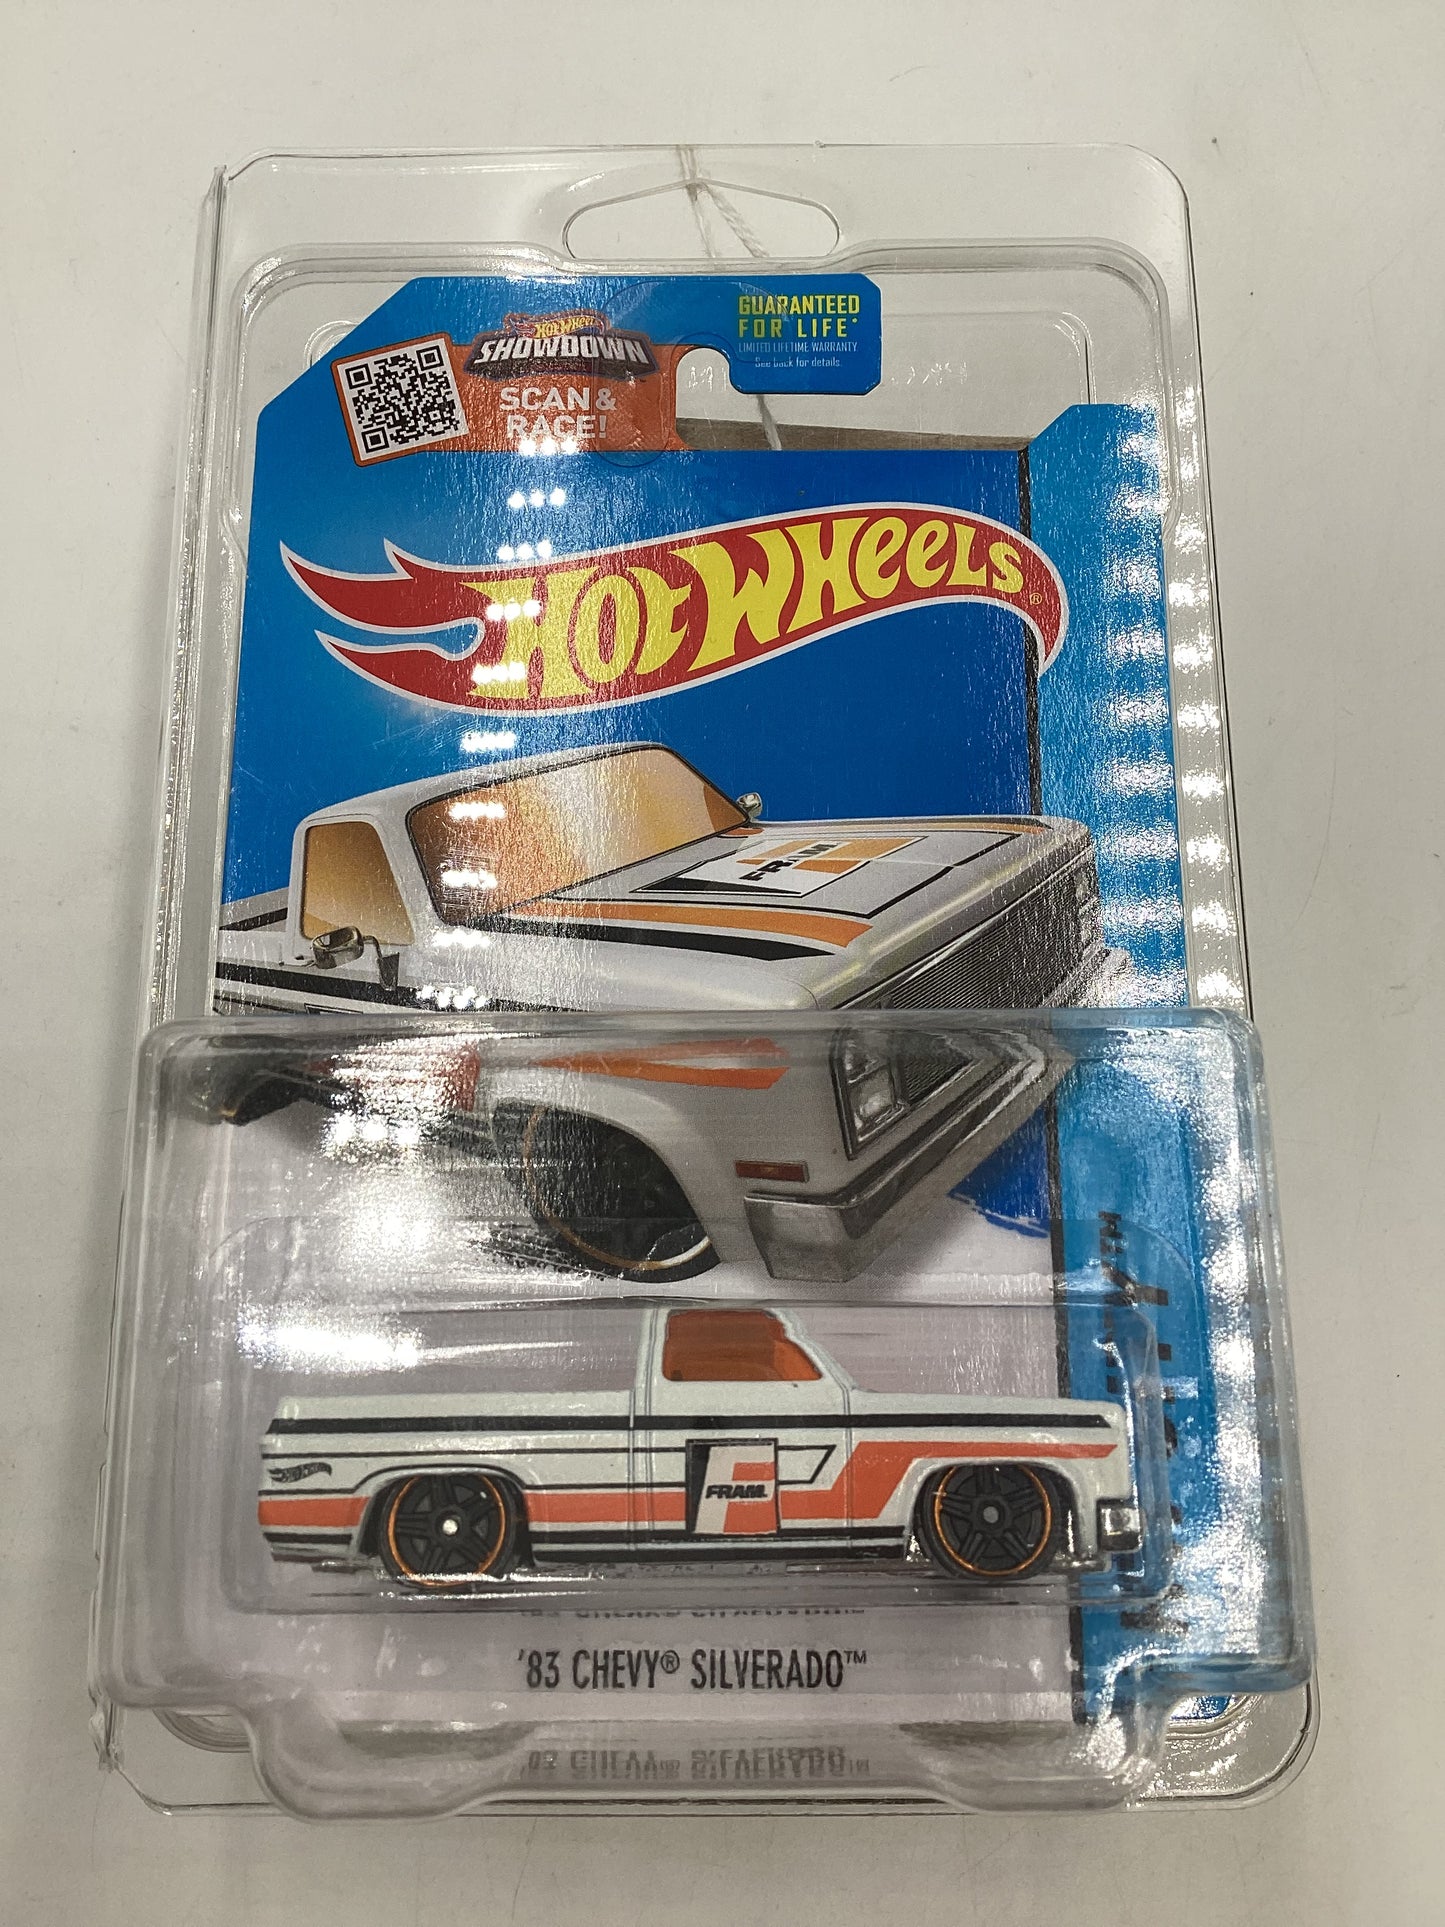 HOT WHEELS
SHOWDOWN
SCAN &
RACE!
GUARANTEED
FOR LIFE*
LIMITED LIFETIME WARRANTY
See back for details.
HOT WHEELS®
FRAM
FRAM
'83 CHEVY® SILVERADO™